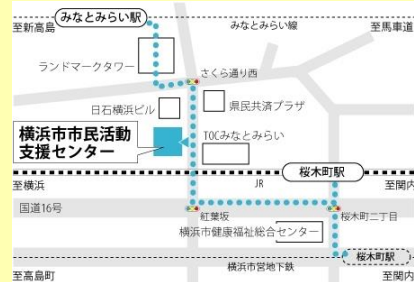 みなとみらい駅
至新高島
みなとみらい線
至馬車道
ランドマークタワー
さくら通り西
日石横浜ビル
県民共済プラザ
横浜市市民活動
支援センター
TOCみなとみらい
桜木町駅
至横浜
JR
至関内
国道16号
紅葉坂
桜木町二丁目
横浜市健康福祉総合センター
桜木町駅
横浜市営地下鉄
至高島町
至関内